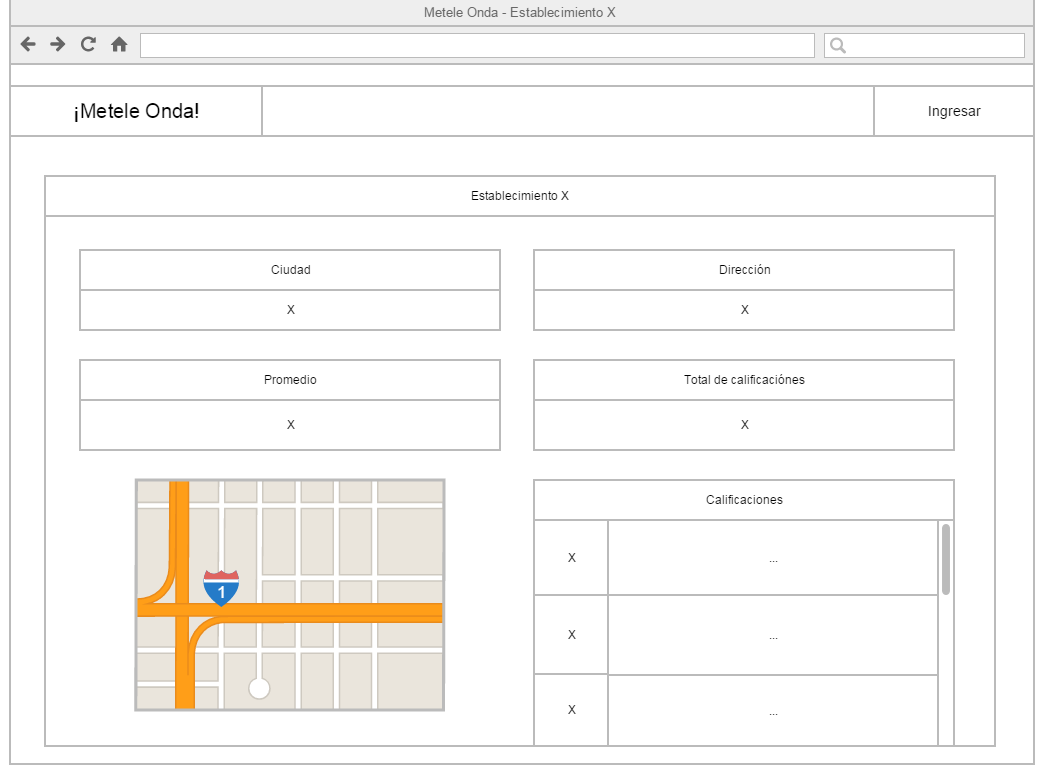 Metele Onda - Establecimiento X
¡Metele Onda!
Ingresar
Establecimiento X
Ciudad
X
Dirección
X
Promedio
X
Total de calificaciónes
X
1
Calificaciones
X
...
X
...
X
...